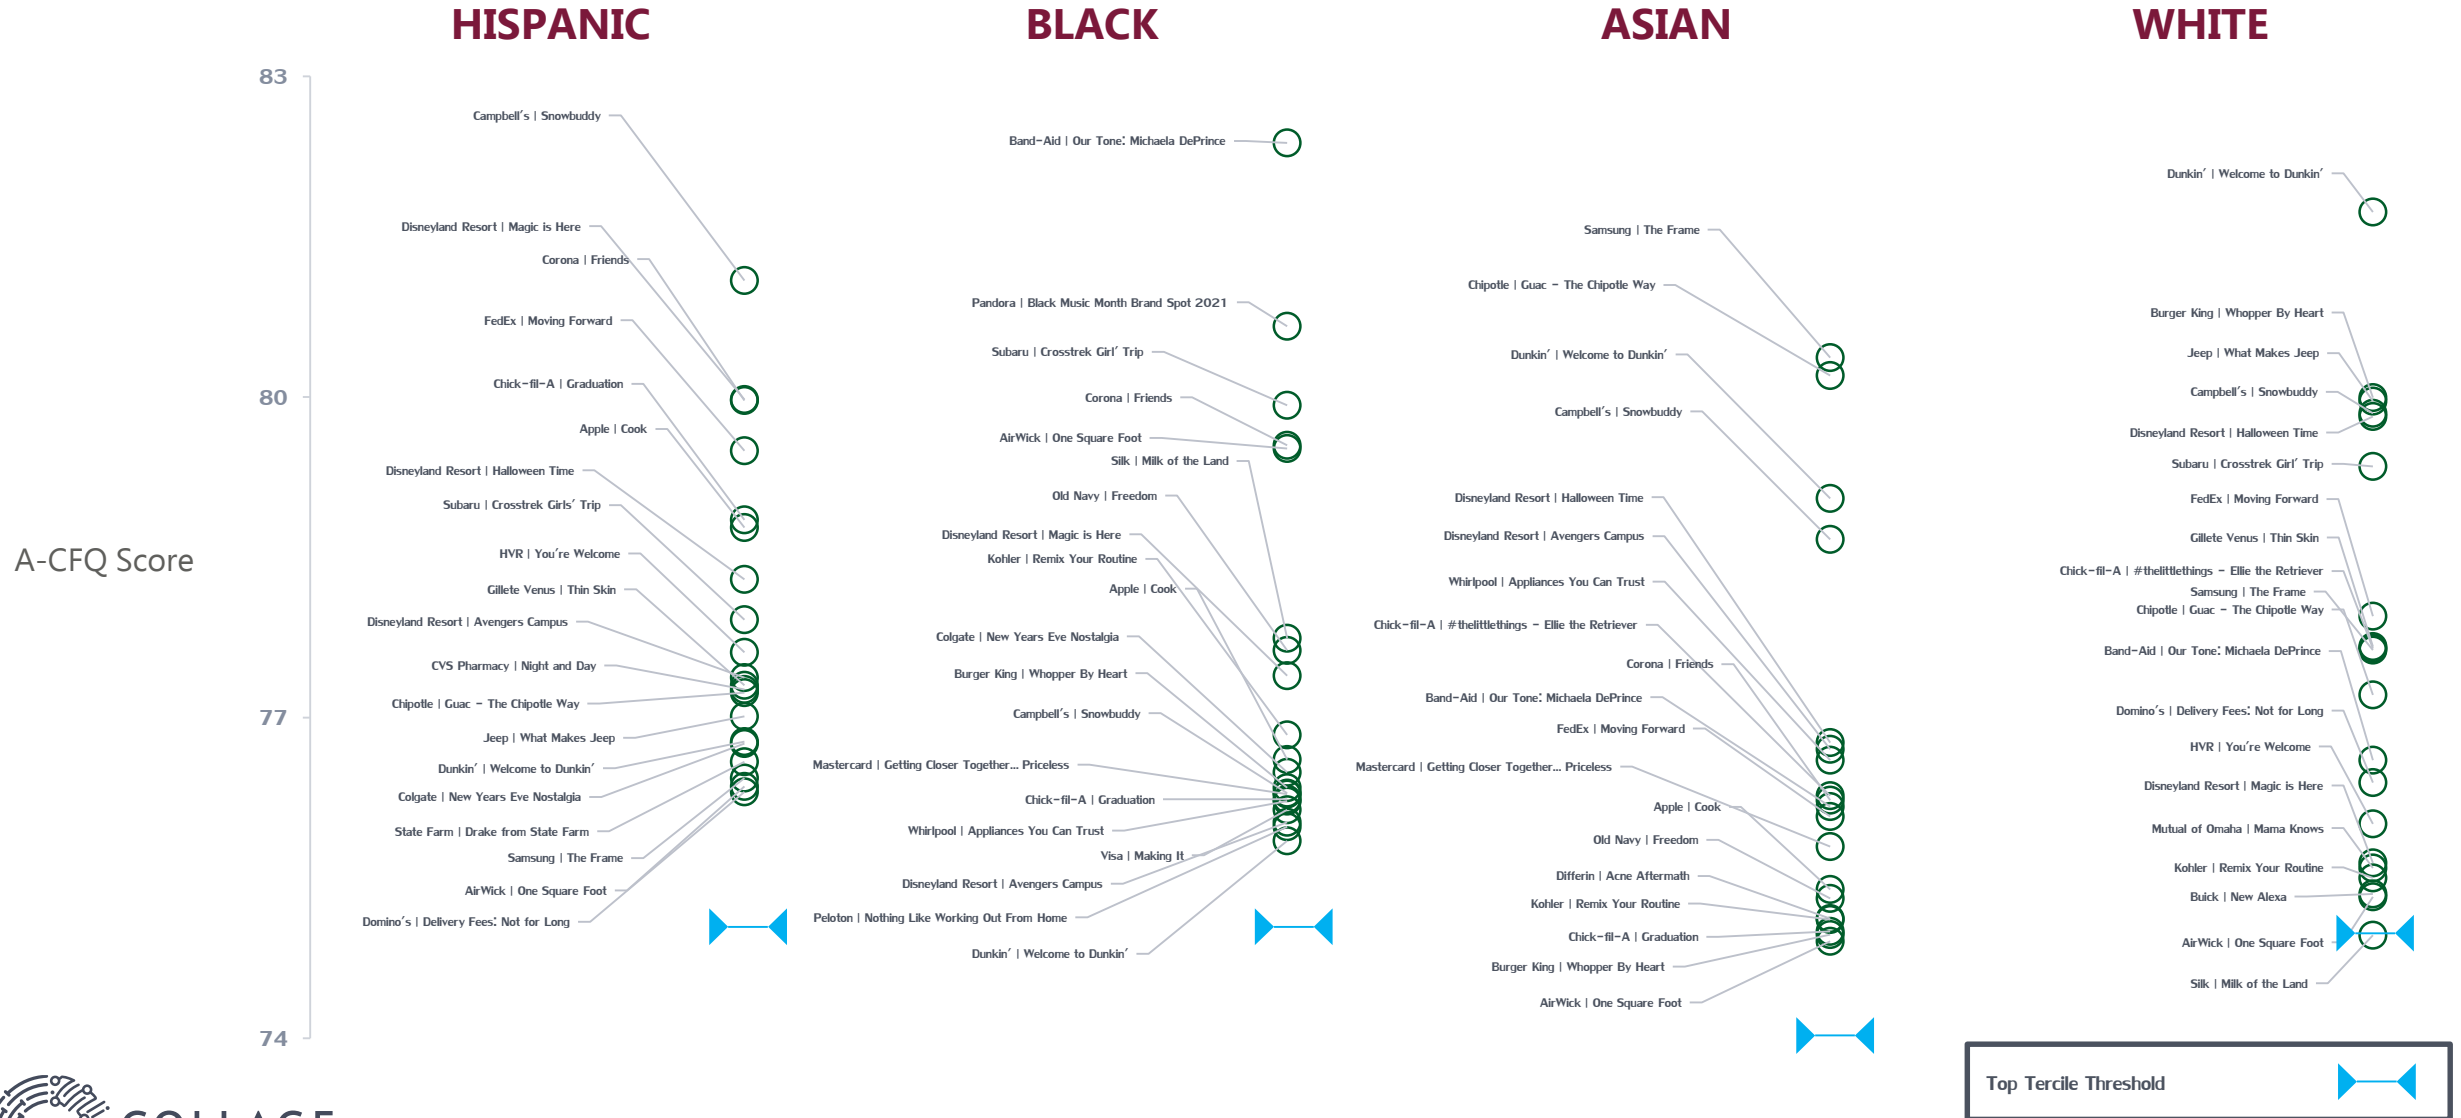 HISPANIC
BLACK
ASIAN
WHITE
A-CFQ Score
83
80
77
74
Campbell's | Snowbuddy
Disneyland Resort | Magic is Here
Corona | Friends
FedEx | Moving Forward
Chick-fil-A | Graduation
Apple | Cook
Disneyland Resort | Halloween Time
Subaru | Crosstrek Girls' Trip
HVR | You're Welcome
Gillete Venus | Thin Skin
Disneyland Resort | Avengers Campus
CVS Pharmacy | Night and Day
Chipotle | Guac - The Chipotle Way
Jeep | What Makes Jeep
Dunkin' | Welcome to Dunkin'
Colgate | New Years Eve Nostalgia
State Farm | Drake from State Farm
Samsung | The Frame
AirWick | One Square Foot
Domino's | Delivery Fees: Not for Long
Band-Aid | Our Tone: Michaela DePrince
Pandora | Black Music Month Brand Spot 2021
Subaru | Crosstrek Girl' Trip
Corona | Friends
AirWick | One Square Foot
Silk | Milk of the Land
Old Navy | Freedom
Disneyland Resort | Magic is Here
Kohler | Remix Your Routine
Apple | Cook
Colgate | New Years Eve Nostalgia
Burger King | Whopper By Heart
Campbell's | Snowbuddy
Mastercard | Getting Closer Together... Priceless
Chick-fil-A | Graduation
Whirlpool | Appliances You Can Trust
Visa | Making It
Disneyland Resort | Avengers Campus
Peloton | Nothing Like Working Out From Home
Dunkin' | Welcome to Dunkin'
Samsung | The Frame
Chipotle | Guac - The Chipotle Way
Dunkin' | Welcome to Dunkin'
Campbell's | Snowbuddy
Disneyland Resort | Halloween Time
Disneyland Resort | Avengers Campus
Whirlpool | Appliances You Can Trust
Chick-fil-A | #thelittlethings - Ellie the Retriever
Corona | Friends
Band-Aid | Our Tone: Michaela DePrince
FedEx | Moving Forward
Mastercard | Getting Closer Together... Priceless
Apple | Cook
Old Navy | Freedom
Differin | Acne Aftermath
Kohler | Remix Your Routine
Chick-fil-A | Graduation
Burger King | Whopper By Heart
AirWick | One Square Foot
Dunkin' | Welcome to Dunkin'
Burger King | Whopper By Heart
Jeep | What Makes Jeep
Campbell's | Snowbuddy
Disneyland Resort | Halloween Time
Subaru | Crosstrek Girl' Trip
FedEx | Moving Forward
Gillete Venus | Thin Skin
Chick-fil-A | #thelittlethings - Ellie the Retriever
Samsung | The Frame
Chipotle | Guac - The Chipotle Way
Band-Aid | Our Tone: Michaela DePrince
Domino's | Delivery Fees: Not for Long
HVR | You're Welcome
Disneyland Resort | Magic is Here
Mutual of Omaha | Mama Knows
Kohler | Remix Your Routine
Buick | New Alexa
AirWick | One Square Foot
Silk | Milk of the Land
Top Tercile Threshold